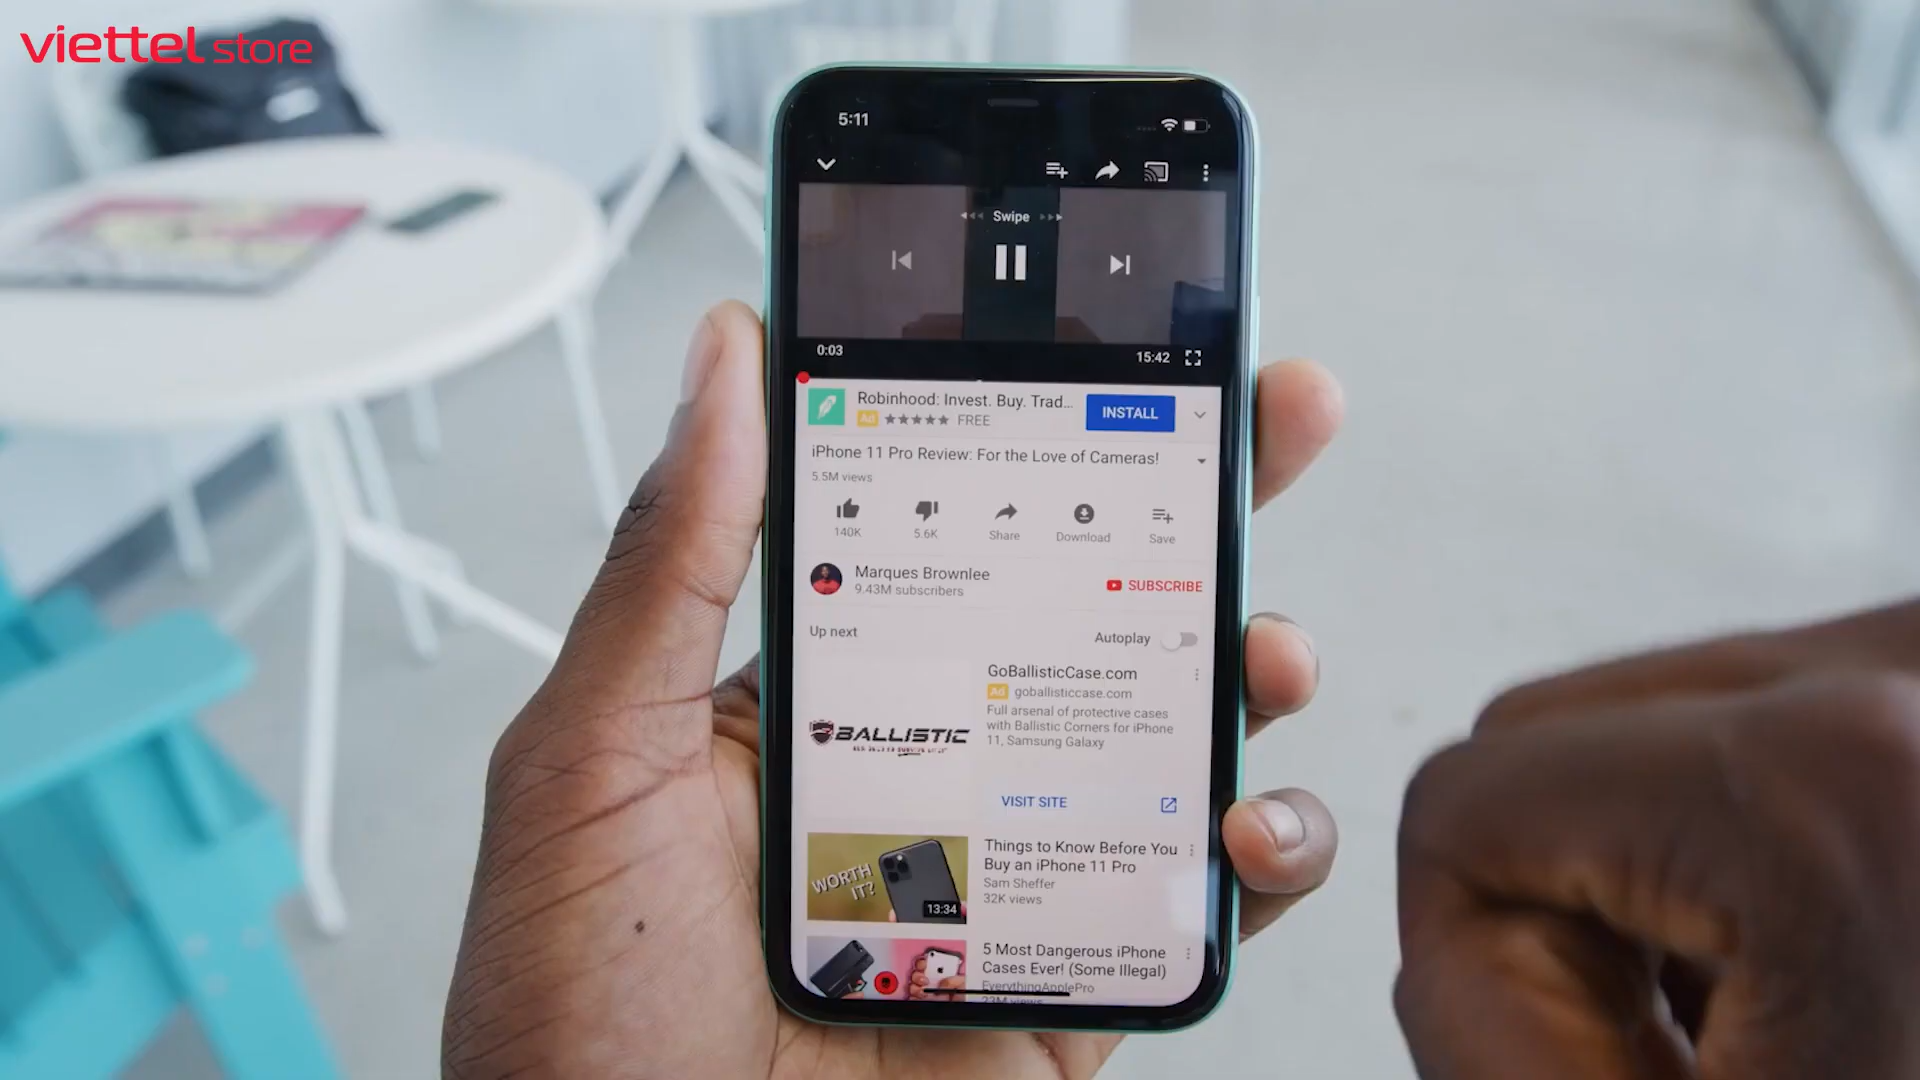 viettel store
5:11
Swipe
0:03
15:42
Robinhood: Invest. Buy. Trad...
INSTALL
Ad ★★★★★ FREE
iPhone 11 Pro Review: For the Love of Cameras!
5.5M views
140K
5.6K
Share
Download
Save
Marques Brownlee
9.43M subscribers
SUBSCRIBE
Up next
Autoplay
GoBallisticCase.com
Ad goballisticcase.com
Full arsenal of protective cases
with Ballistic Corners for iPhone
11, Samsung Galaxy
BALLISTIC
VISIT SITE
WORTH
IT?
13:34
Things to Know Before You
Buy an iPhone 11 Pro
Sam Sheffer
32K views
5 Most Dangerous iPhone
Cases Ever! (Some Illegal)
EverythingApplePro
23M views